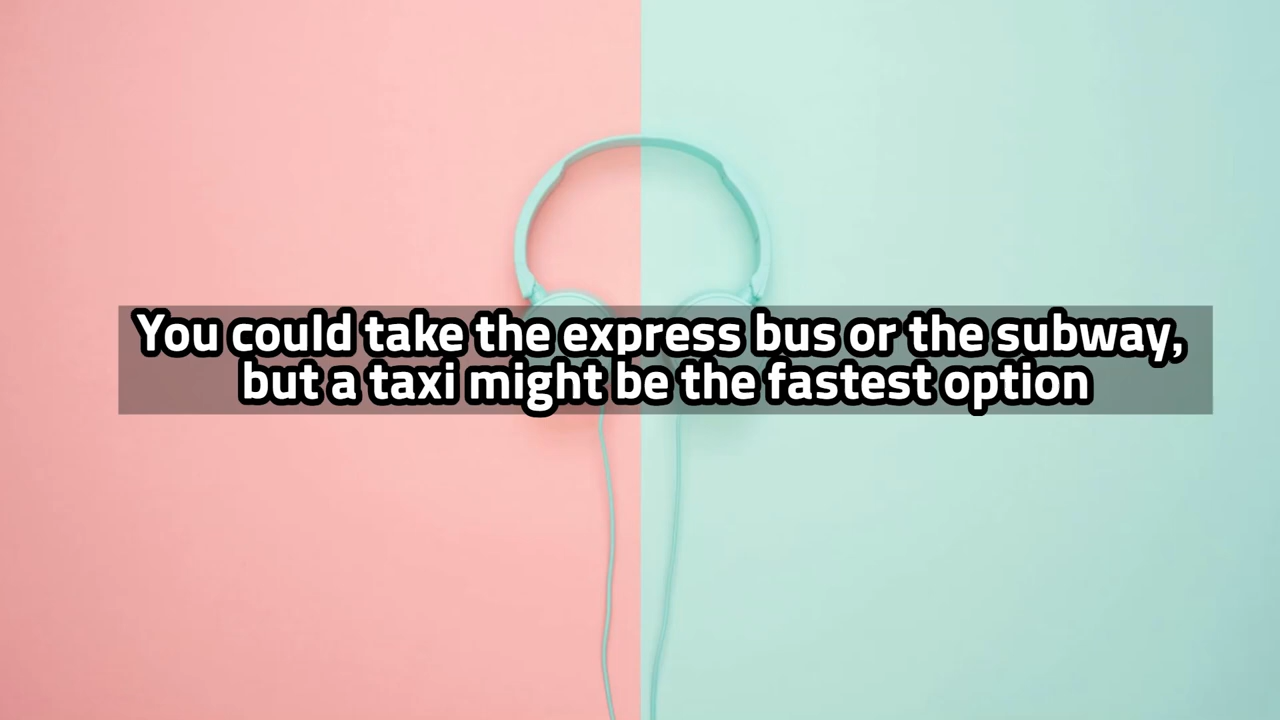 You could take the express bus or the subway,
but a taxi might be the fastest option